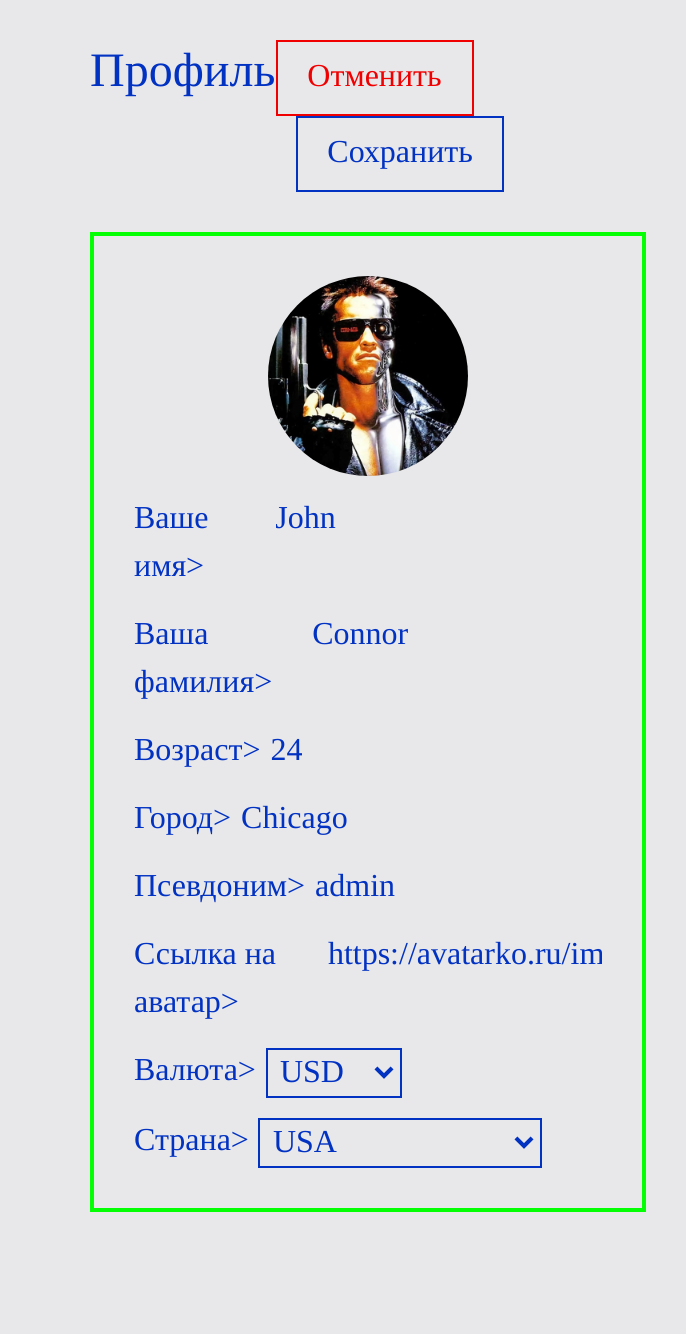 Профиль Отменить
Сохранить
Ваше John
имя>
Ваша Connor
фамилия>
Возраст> 24
Город> Chicago
Псевдоним> admin
Ссылка на https://avatarko.ru/im
аватар>
Валюта> USD
Страна> USA